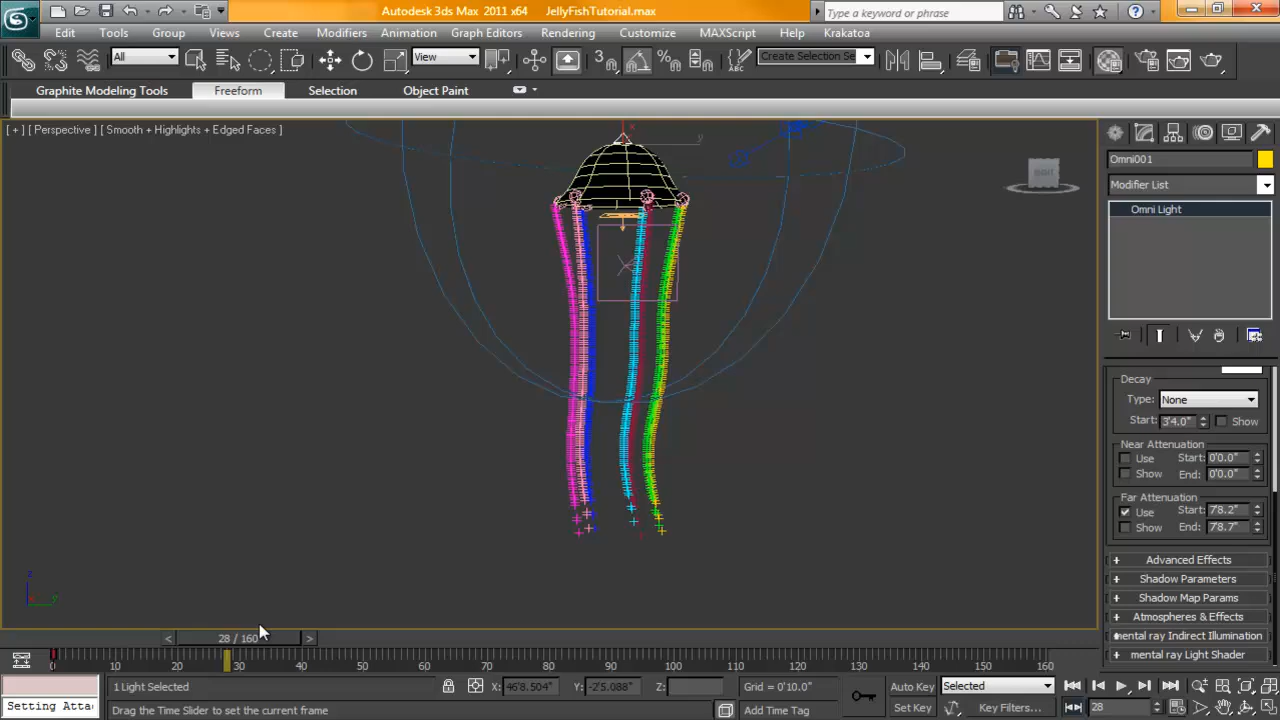 Autodesk 3ds Max 2011 x64 JellyFishTutorial.max Type a keyword or phrase
Edit Tools Group Views Create Modifiers Animation Graph Editors Rendering Customize MAXScript Help Krakatoa
All View 3 Create Selection Se
Graphite Modeling Tools Freeform Selection Object Paint
[ + ] [ Perspective ] [ Smooth + Highlights + Edged Faces ]
Omni001
Modifier List
Omni Light
Decay
Type: None
Start: 3'4.0" Show
Near Attenuation
Use Start: 0'0.0"
Show End: 0'0.0"
Far Attenuation
Use Start: '78.2"
Show End: '78.7"
+ Advanced Effects
+ Shadow Parameters
+ Shadow Map Params
+ Atmospheres & Effects
+ mental ray Indirect Illumination
+ mental ray Light Shader
x
y
z
x y
< 28 / 160 >
0 10 20 30 40 50 60 70 80 90 100 110 120 130 140 150 160
1 Light Selected X: 46'8.504" Y: -2'5.088" Z: Grid = 0'10.0" Auto Key Selected
Setting Atta Drag the Time Slider to set the current frame Add Time Tag Set Key Key Filters... 28